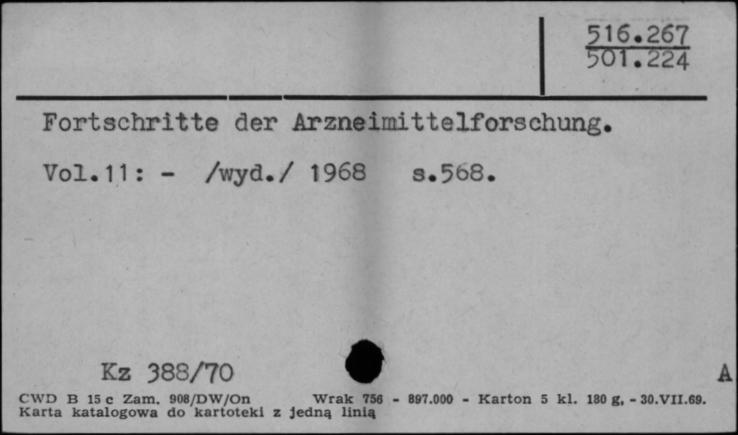 516.267
501.224
Fortschritte der Arzneimittelforschung.
Vol.11: - /wyd./ 1968 s.568.
Kz 388/70
A
CWD B 15 c Zam. 908/DW/On Wrak 756 - 897.000 - Karton 5 kl. 180 g, - 30.VII.69.
Karta katalogowa do kartoteki z jedną linią